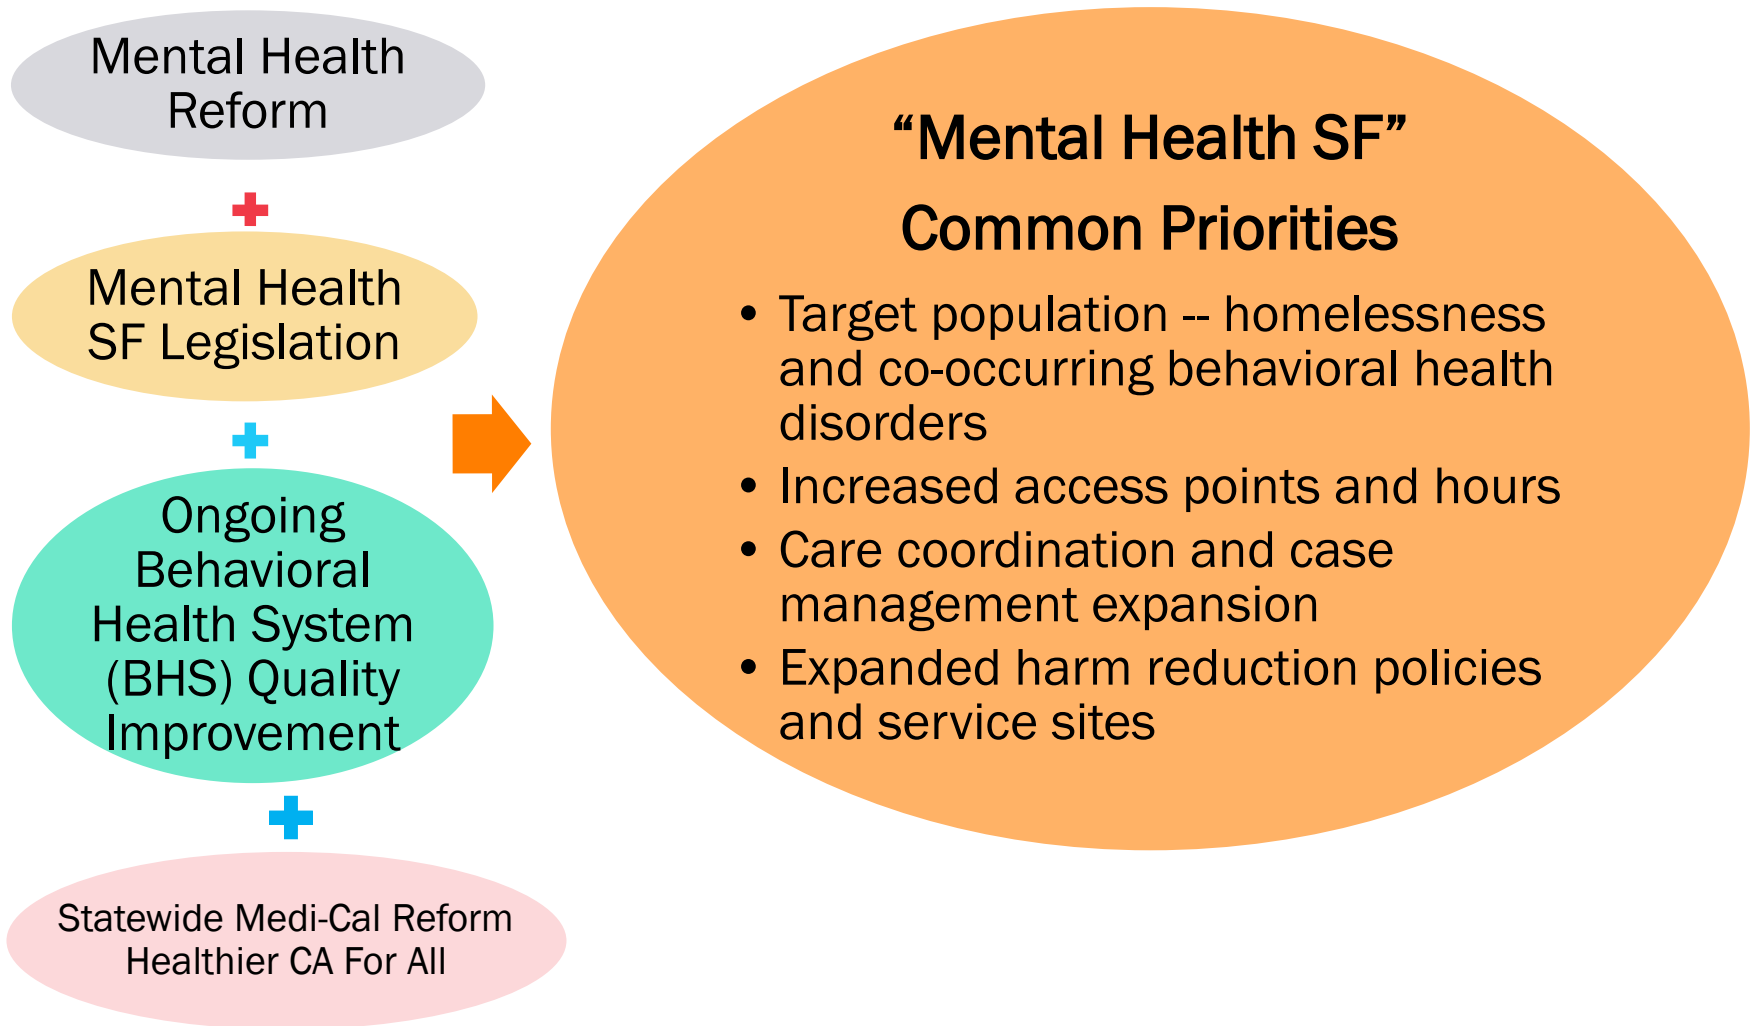 Mental Health
Reform
Mental Health
SF Legislation
Ongoing
Behavioral
Health System
(BHS) Quality
Improvement
Statewide Medi-Cal Reform
Healthier CA For All
“Mental Health SF”
Common Priorities
• Target population -- homelessness
and co-occurring behavioral health
disorders
• Increased access points and hours
• Care coordination and case
management expansion
• Expanded harm reduction policies
and service sites